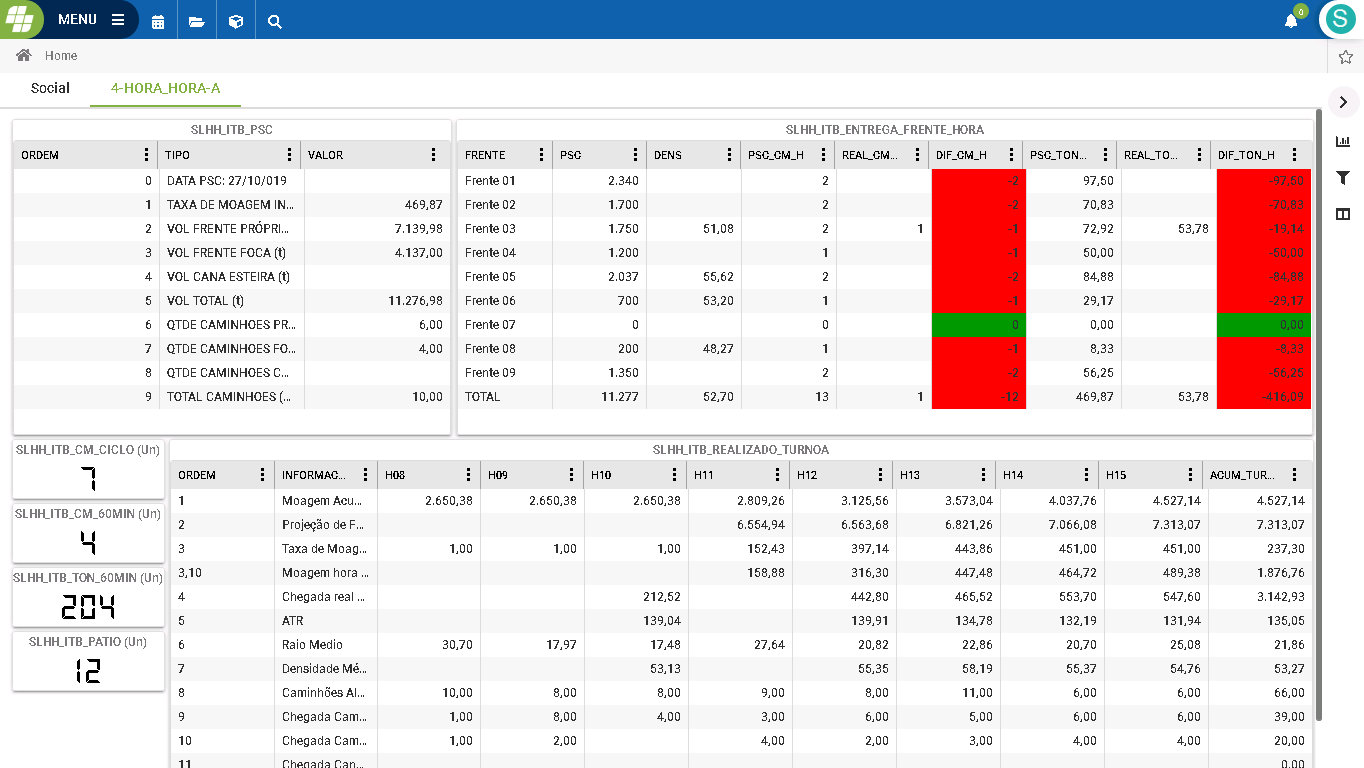 MENU
0
S
Home
Social 4-HORA_HORA-A
SLHH_ITB_PSC
ORDEM TIPO VALOR
0 DATA PSC: 27/10/019
1 TAXA DE MOAGEM IN... 469,87
2 VOL FRENTE PRÓPRI... 7.139,98
3 VOL FRENTE FOCA (t) 4.137,00
4 VOL CANA ESTEIRA (t)
5 VOL TOTAL (t) 11.276,98
6 QTDE CAMINHOES PR... 6,00
7 QTDE CAMINHOES FO... 4,00
8 QTDE CAMINHOES C...
9 TOTAL CAMINHOES (... 10,00
SLHH_ITB_ENTREGA_FRENTE_HORA
FRENTE PSC DENS PSC_CM_H REAL_CM... DIF_CM_H PSC_TON... REAL_TO... DIF_TON_H
Frente 01 2.340 2 -2 97,50 -97,50
Frente 02 1.700 2 -2 70,83 -70,83
Frente 03 1.750 51,08 2 1 -1 72,92 53,78 -19,14
Frente 04 1.200 1 -1 50,00 -50,00
Frente 05 2.037 55,62 2 -2 84,88 -84,88
Frente 06 700 53,20 1 -1 29,17 -29,17
Frente 07 0 0 0 0,00 0,00
Frente 08 200 48,27 1 -1 8,33 -8,33
Frente 09 1.350 2 -2 56,25 -56,25
TOTAL 11.277 52,70 13 1 -12 469,87 53,78 -416,09
SLHH_ITB_CM_CICLO (Un)
7
SLHH_ITB_CM_60MIN (Un)
4
SLHH_ITB_TON_60MIN (Un)
204
SLHH_ITB_PATIO (Un)
12
SLHH_ITB_REALIZADO_TURNOA
ORDEM INFORMAC... H08 H09 H10 H11 H12 H13 H14 H15 ACUM_TUR...
1 Moagem Acu... 2.650,38 2.650,38 2.650,38 2.809,26 3.125,56 3.573,04 4.037,76 4.527,14 4.527,14
2 Projeção de F... 6.554,94 6.563,68 6.821,26 7.066,08 7.313,07 7.313,07
3 Taxa de Moag... 1,00 1,00 1,00 152,43 397,14 443,86 451,00 451,00 237,30
3,10 Moagem hora ... 158,88 316,30 447,48 464,72 489,38 1.876,76
4 Chegada real ... 212,52 442,80 465,52 553,70 547,60 3.142,93
5 ATR 139,04 139,91 134,78 132,19 131,94 135,05
6 Raio Medio 30,70 17,97 17,48 27,64 20,82 22,86 20,70 25,08 21,86
7 Densidade Mé... 53,13 55,35 58,19 55,37 54,76 53,27
8 Caminhões Al... 10,00 8,00 8,00 9,00 8,00 11,00 6,00 6,00 66,00
9 Chegada Cam... 1,00 8,00 4,00 3,00 6,00 5,00 6,00 6,00 39,00
10 Chegada Cam... 1,00 2,00 4,00 2,00 3,00 4,00 4,00 20,00
11 Chegada Can... 0,00